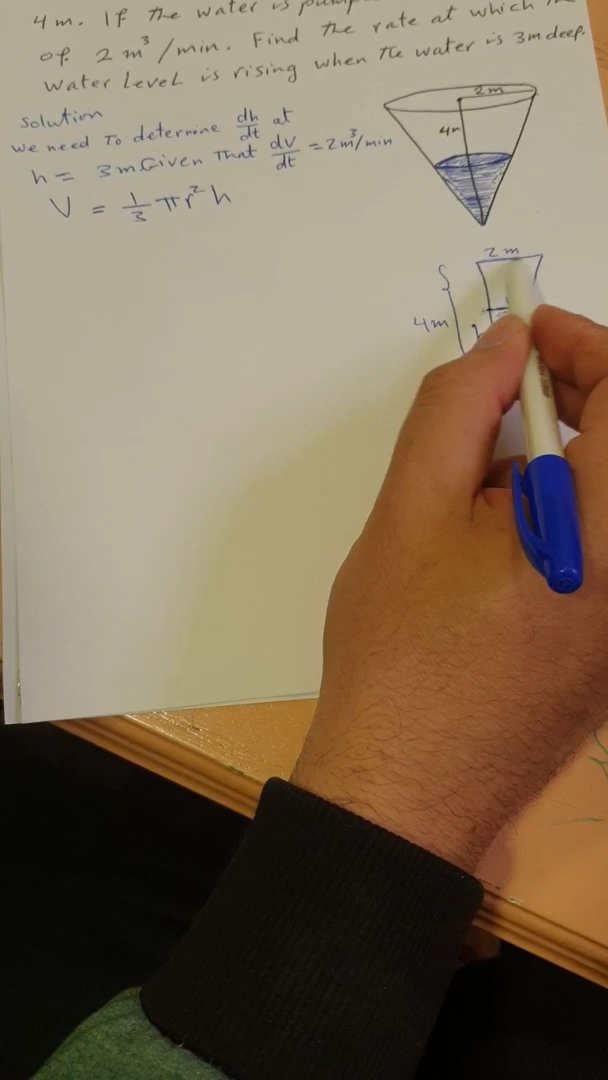 4m. If the water is
of 2 m³/min. Find the rate at which
water level is rising when the water is 3m deep.
Solution
We need to determine dh/dt at
h = 3m Given That dV/dt = 2m³/min
V = 1/3 πr²h
2m
4m
2m
4m
h